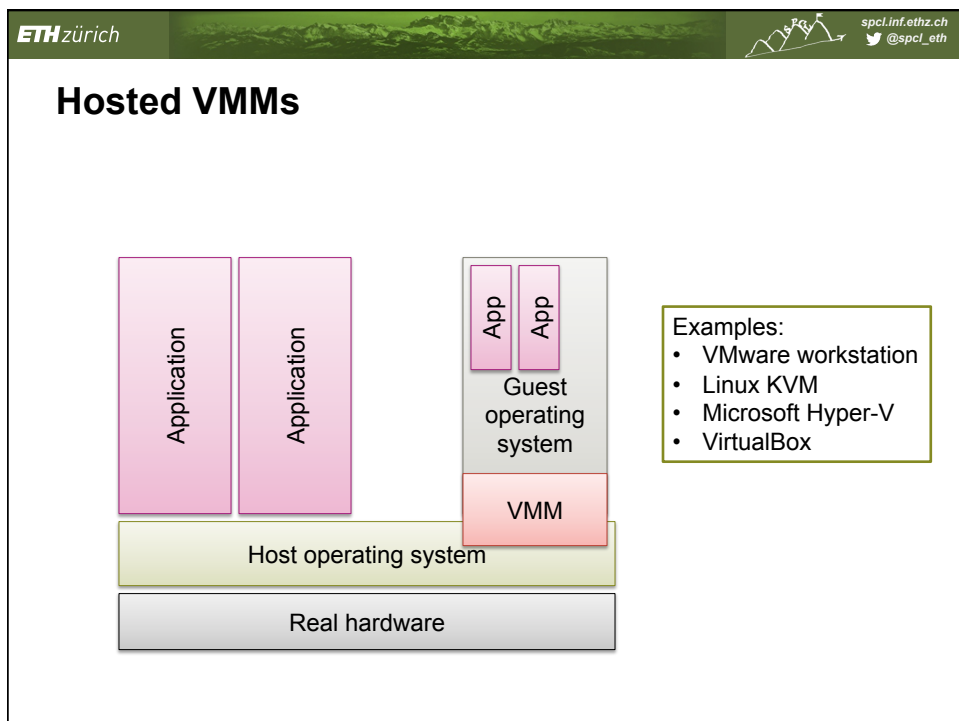 ETH zürich
spcl.inf.ethz.ch
@spcl_eth
Hosted VMMs
Application
Application
App
App
Guest
operating
system
VMM
Host operating system
Real hardware
Examples:
• VMware workstation
• Linux KVM
• Microsoft Hyper-V
• VirtualBox